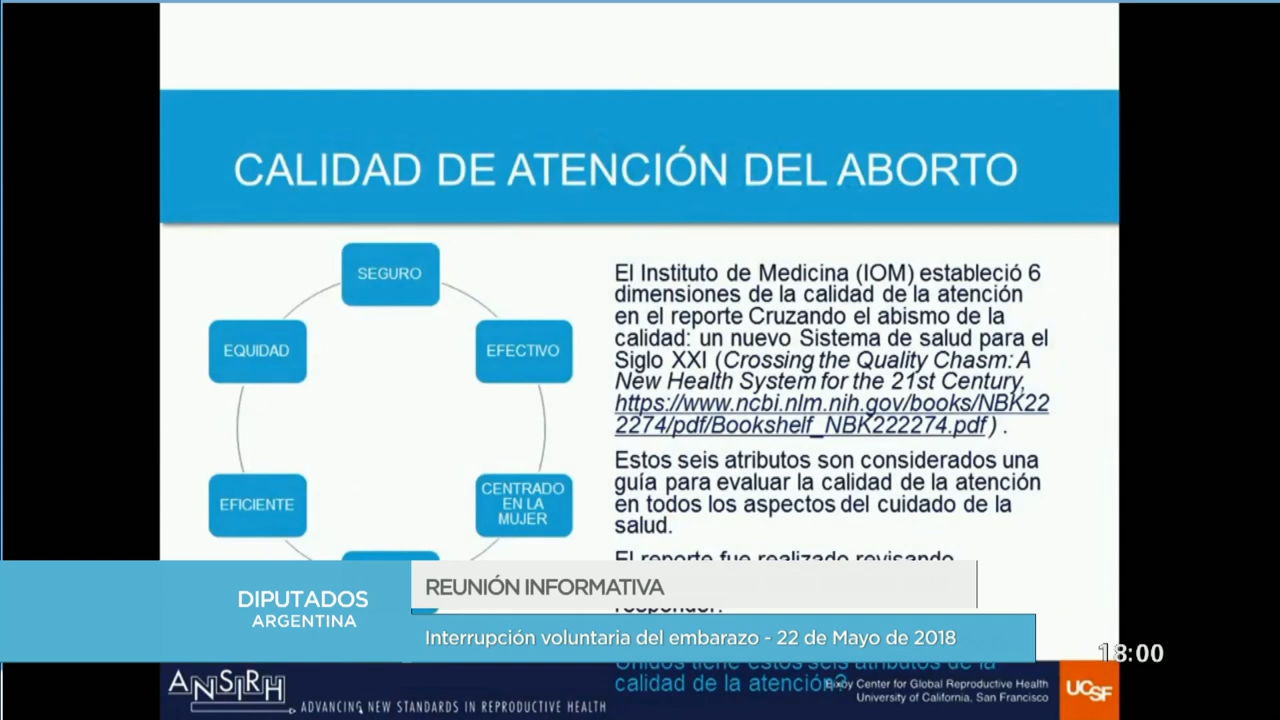 CALIDAD DE ATENCIÓN DEL ABORTO
SEGURO
EQUIDAD
EFECTIVO
EFICIENTE
CENTRADO
EN LA
MUJER
El Instituto de Medicina (IOM) estableció 6
dimensiones de la calidad de la atención
en el reporte Cruzando el abismo de la
calidad: un nuevo Sistema de salud para el
Siglo XXI (Crossing the Quality Chasm: A
New Health System for the 21st Century,
https://www.ncbi.nlm.nih.gov/books/NBK22
2274/pdf/Bookshelf_NBK222274.pdf) .
Estos seis atributos son considerados una
guía para evaluar la calidad de la atención
en todos los aspectos del cuidado de la
salud.
El reporte fue realizado revisando
responder.
Unidos tiene estos seis atributos de la
calidad de la atención?
DIPUTADOS
ARGENTINA
REUNIÓN INFORMATIVA
Interrupción voluntaria del embarazo - 22 de Mayo de 2018
18:00
ANSIRH
ADVANCING NEW STANDARDS IN REPRODUCTIVE HEALTH
Center for Global Reproductive Health
University of California, San Francisco
UCSF